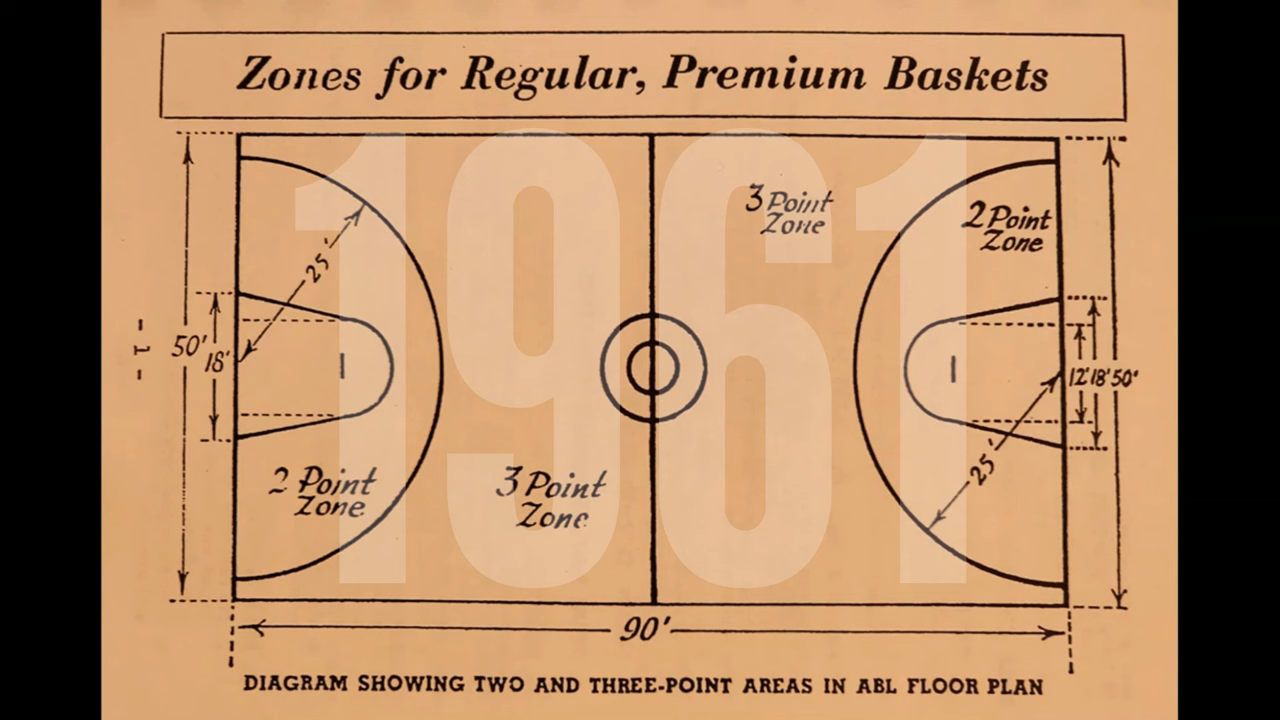 Zones for Regular, Premium Baskets
1961
3 Point
Zone
2 Point
Zone
25'
50'
18'
- 1 -
12'
18'
50'
25'
2 Point
Zone
3 Point
Zone
90'
DIAGRAM SHOWING TWO AND THREE-POINT AREAS IN ABL FLOOR PLAN